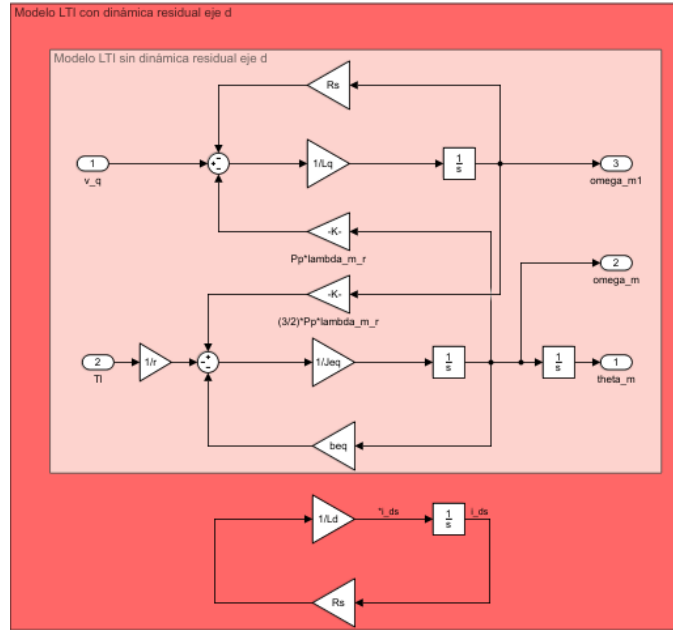 Modelo LTI con dinámica residual eje d
Modelo LTI sin dinámica residual eje d
Rs
1
v_q
1/Lq
1
s
3
omega_m1
-K-
Pp*lambda_m_r
2
omega_m
-K-
(3/2)*Pp*lambda_m_r
2
Tl
1/r
1/Jeq
1
s
1
s
1
theta_m
beq
1/Ld
*i_ds
1
s
i_ds
Rs